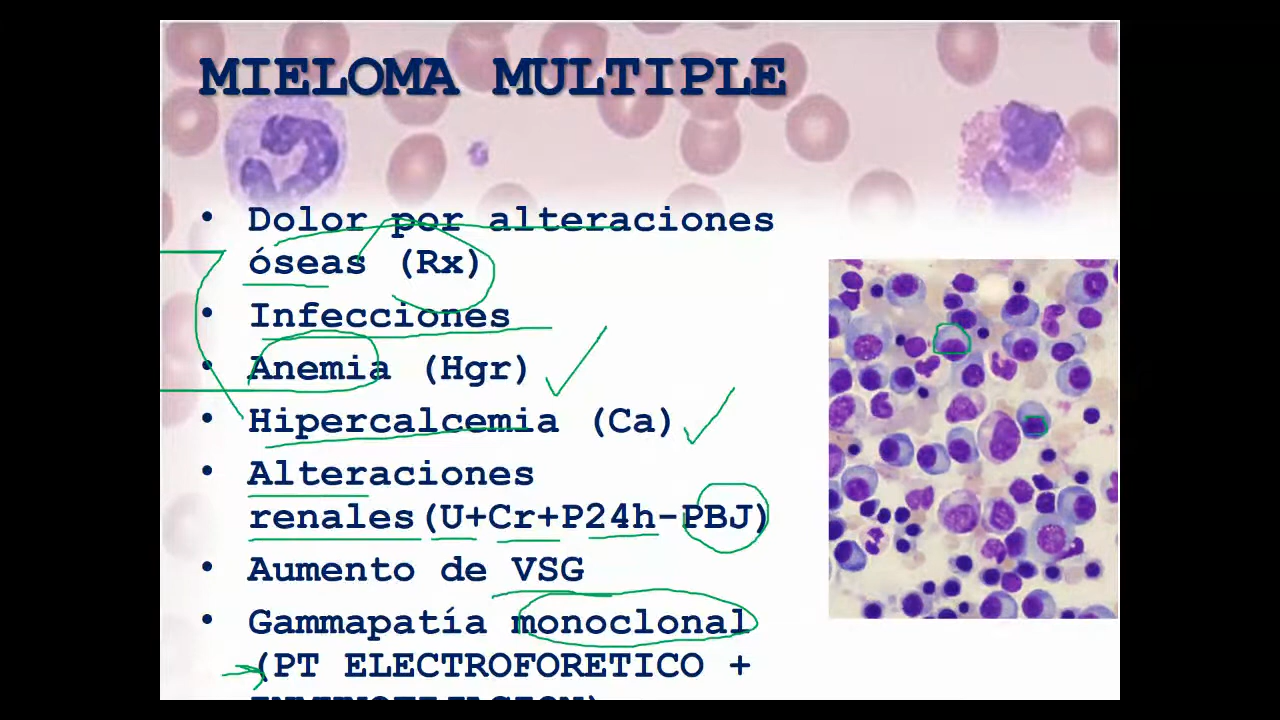 MIELOMA MULTIPLE
• Dolor por alteraciones
óseas (Rx)
• Infecciones
• Anemia (Hgr)
• Hipercalcemia (Ca)
• Alteraciones
renales(U+Cr+P24h-PBJ)
• Aumento de VSG
• Gammapatía monoclonal
(PT ELECTROFORETICO +